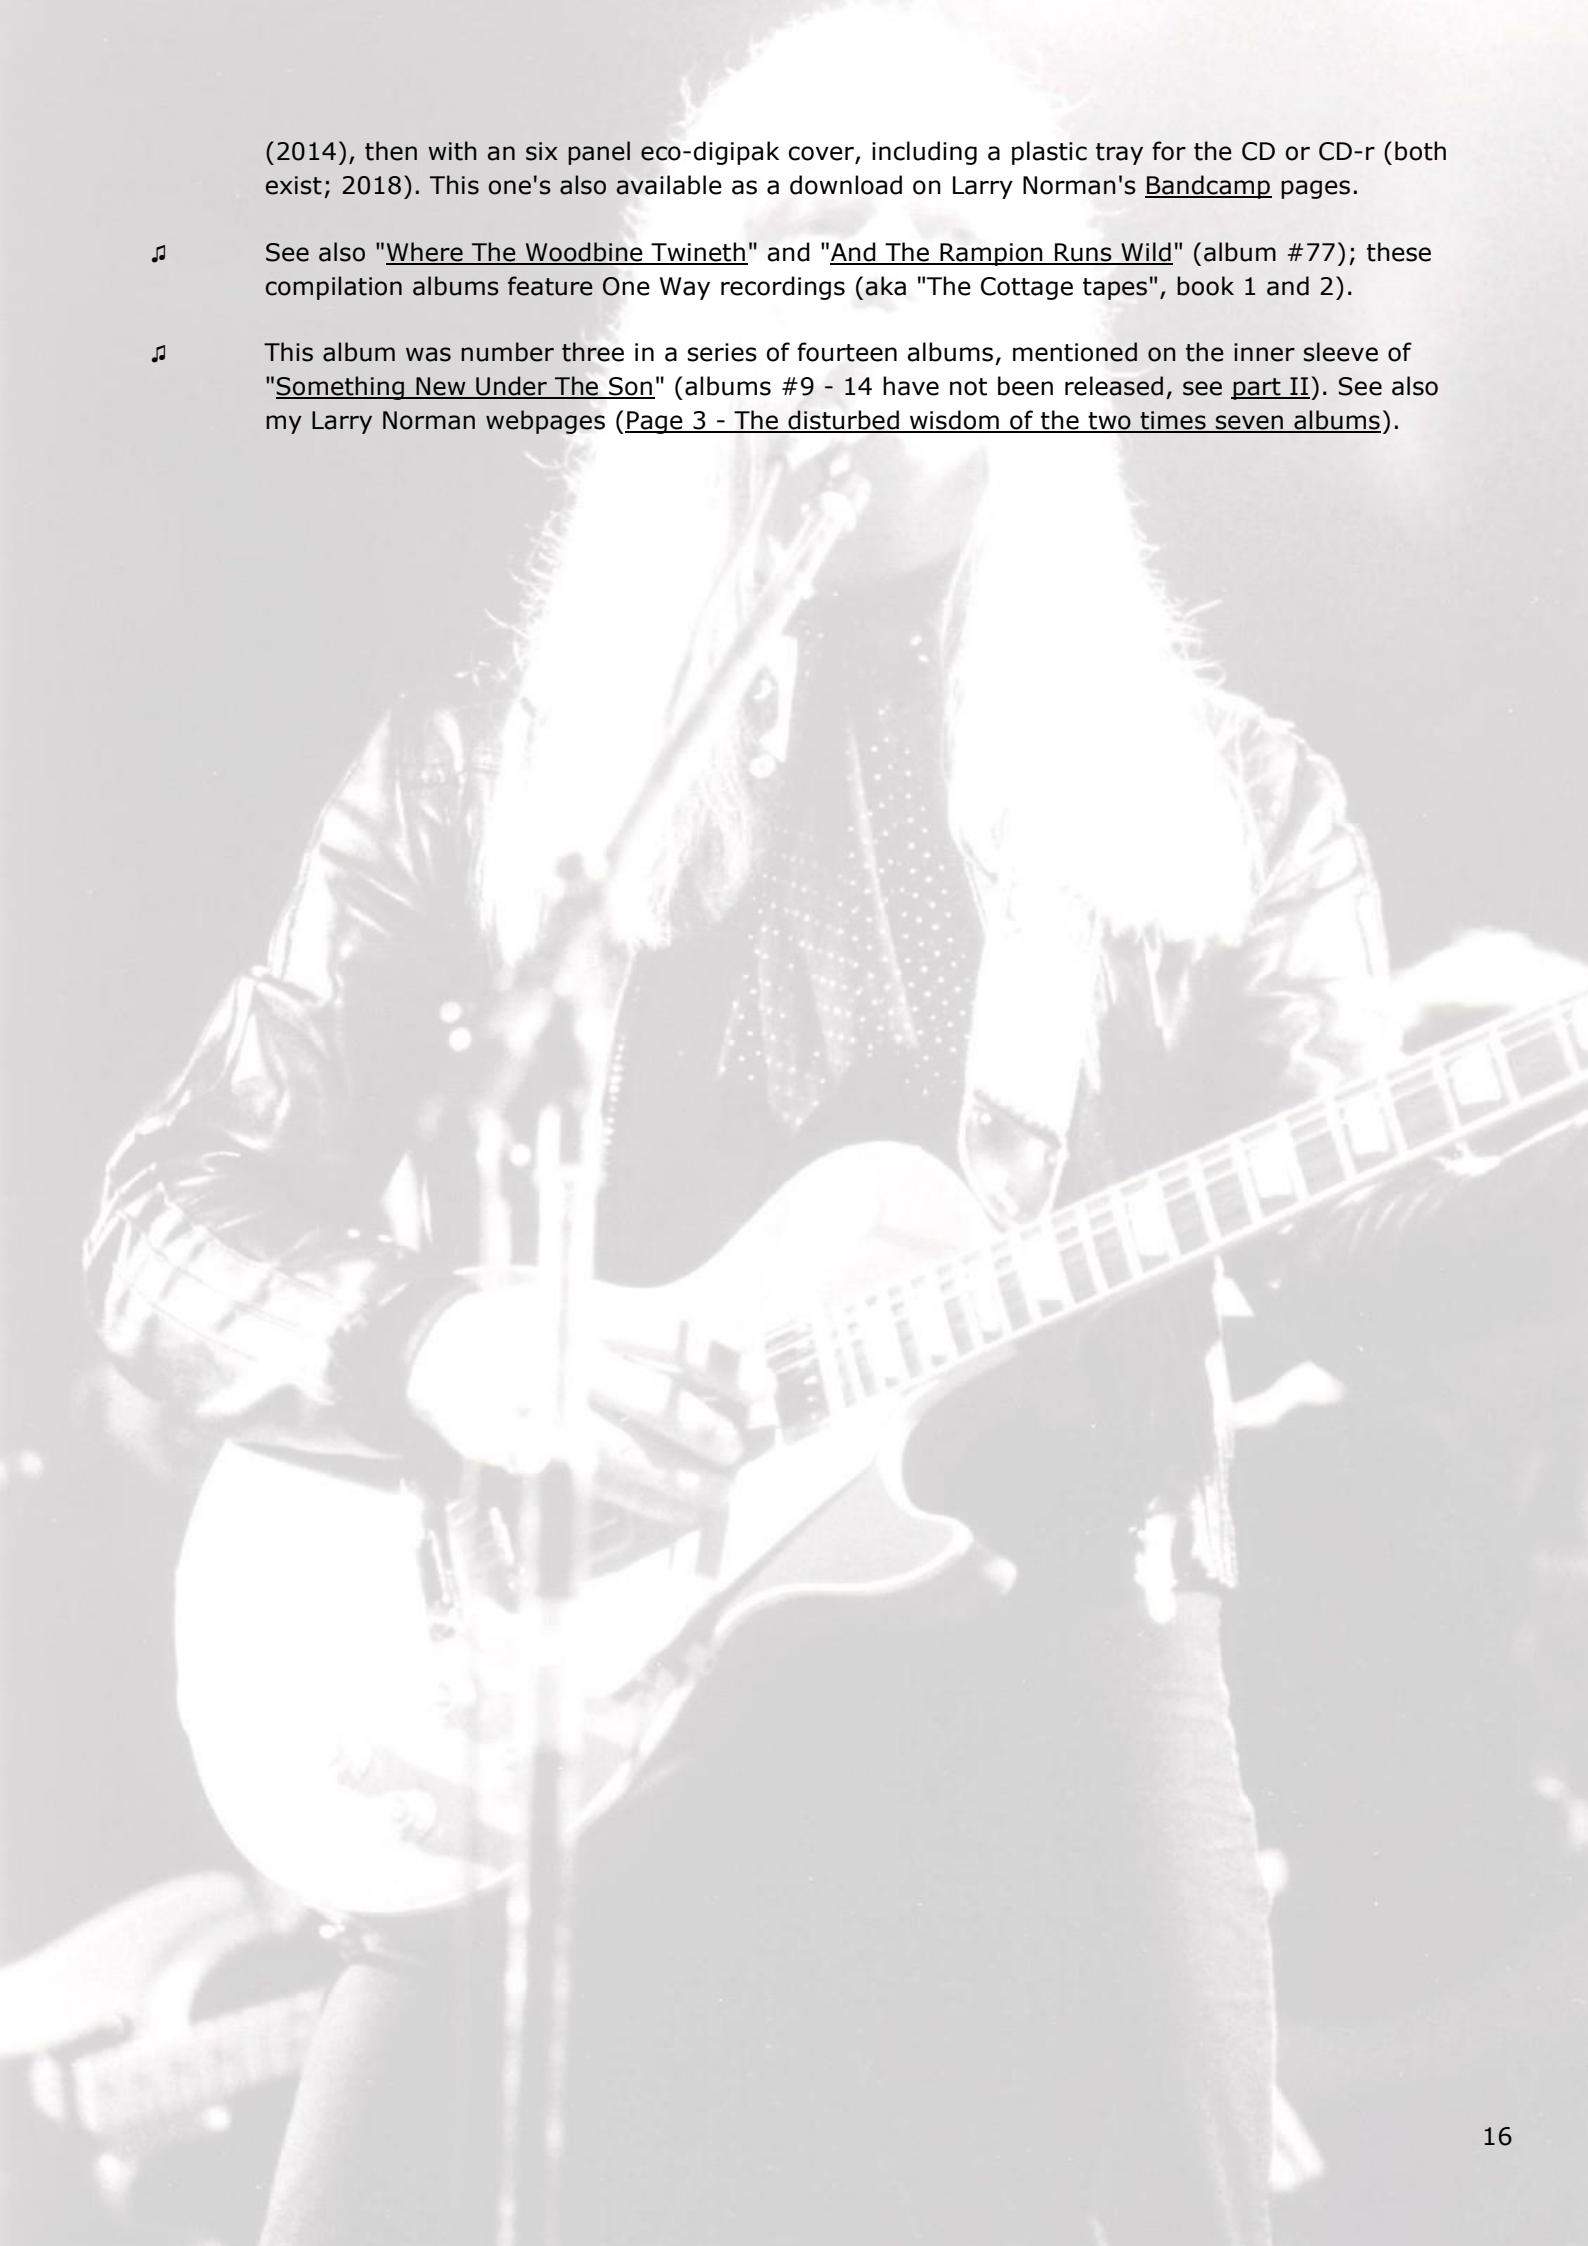 (2014), then with an six panel eco-digipak cover, including a plastic tray for the CD or CD-r (both
exist; 2018). This one's also available as a download on Larry Norman's Bandcamp pages.
♫ See also "Where The Woodbine Twineth" and "And The Rampion Runs Wild" (album #77); these
compilation albums feature One Way recordings (aka "The Cottage tapes", book 1 and 2).
♫ This album was number three in a series of fourteen albums, mentioned on the inner sleeve of
"Something New Under The Son" (albums #9 - 14 have not been released, see part II). See also
my Larry Norman webpages (Page 3 - The disturbed wisdom of the two times seven albums).
16